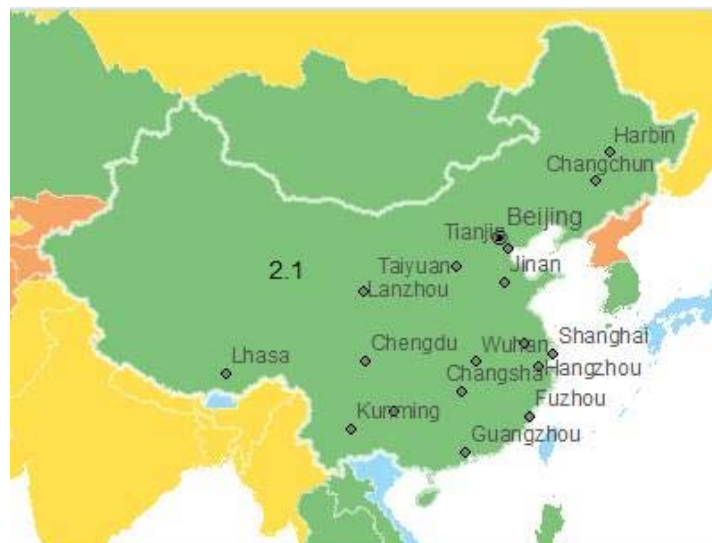 Harbin
Changchun
Beijing
Tianjin
Jinan
Taiyuan
2.1
Lanzhou
Shanghai
Wuhan
Chengdu
Lhasa
Hangzhou
Changsha
Fuzhou
Kunming
Guangzhou